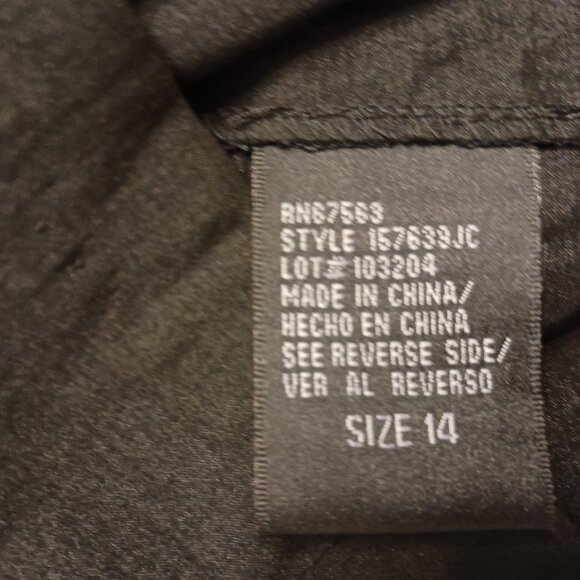 RN67563
STYLE 157639JC
LOT# 103204
MADE IN CHINA/
HECHO EN CHINA
SEE REVERSE SIDE/
VER AL REVERSO
SIZE 14